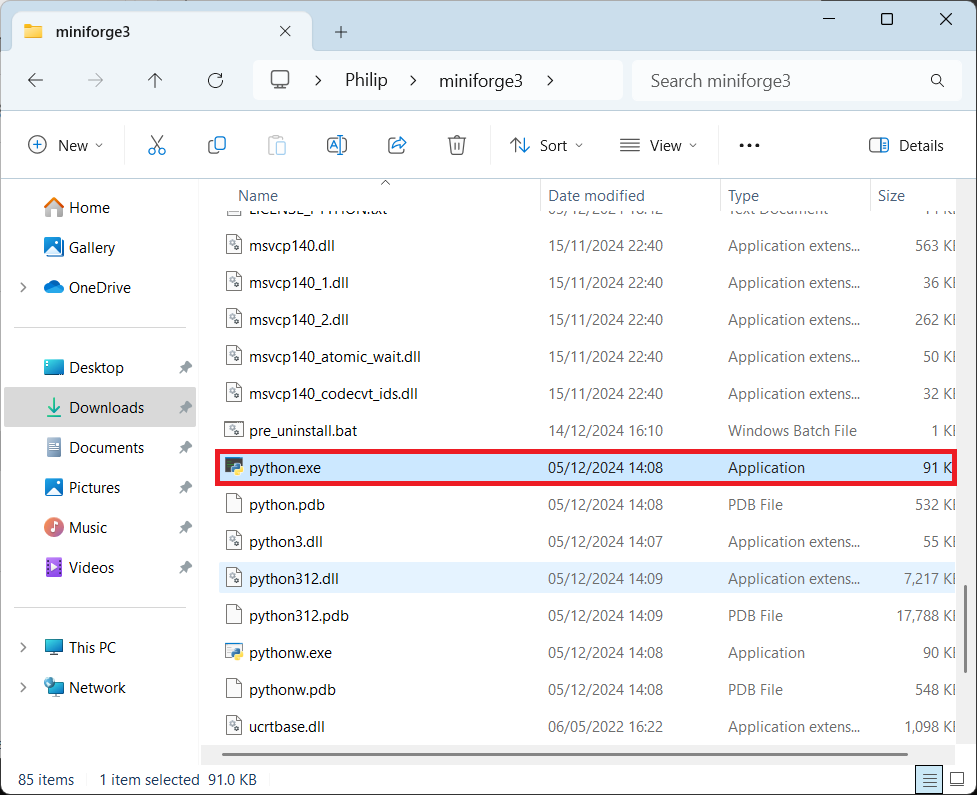 miniforge3
Philip miniforge3
Search miniforge3
New Sort View Details
Name Date modified Type Size
Home
Gallery
OneDrive
Desktop
Downloads
Documents
Pictures
Music
Videos
This PC
Network
msvcp140.dll 15/11/2024 22:40 Application extens... 563 K
msvcp140_1.dll 15/11/2024 22:40 Application extens... 36 K
msvcp140_2.dll 15/11/2024 22:40 Application extens... 262 K
msvcp140_atomic_wait.dll 15/11/2024 22:40 Application extens... 50 K
msvcp140_codecvt_ids.dll 15/11/2024 22:40 Application extens... 32 K
pre_uninstall.bat 14/12/2024 16:10 Windows Batch File 1 K
python.exe 05/12/2024 14:08 Application 91 K
python.pdb 05/12/2024 14:08 PDB File 532 K
python3.dll 05/12/2024 14:07 Application extens... 55 K
python312.dll 05/12/2024 14:09 Application extens... 7,217 K
python312.pdb 05/12/2024 14:09 PDB File 17,788 K
pythonw.exe 05/12/2024 14:08 Application 90 K
pythonw.pdb 05/12/2024 14:08 PDB File 548 K
ucrtbase.dll 06/05/2022 16:22 Application extens... 1,098 K
85 items 1 item selected 91.0 KB